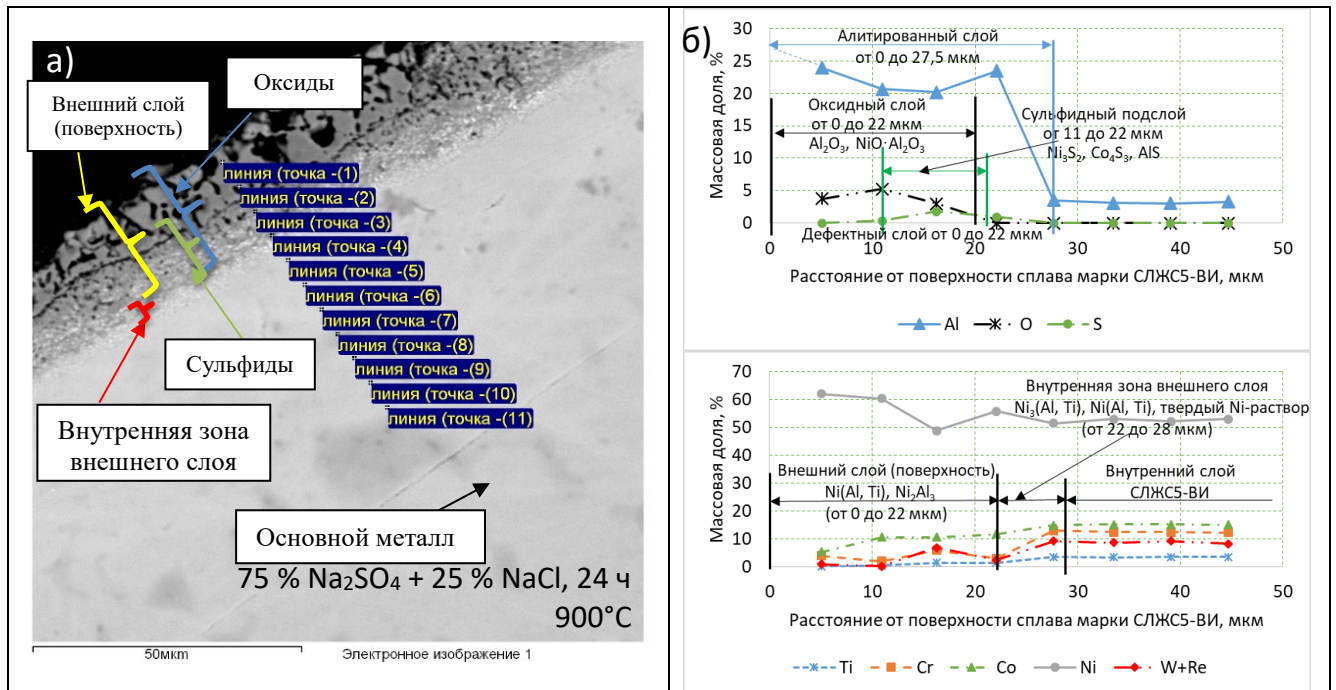 а)
Внешний слой
(поверхность)
Оксиды
линия (точка -(1)
линия (точка -(2)
линия (точка -(3)
линия (точка -(4)
линия (точка -(5)
линия (точка -(6)
линия (точка -(7)
линия (точка -(8)
линия (точка -(9)
линия (точка -(10)
линия (точка -(11)
Сульфиды
Внутренняя зона
внешнего слоя
Основной металл
75 % Na₂SO₄ + 25 % NaCl, 24 ч
900°C
50мкm
Электронное изображение 1
б)
Массовая доля, %
30
25
20
15
10
5
0
Алитированный слой
от 0 до 27,5 мкм
Оксидный слой
от 0 до 22 мкм
Al₂O₃, NiO·Al₂O₃
Сульфидный подслой
от 11 до 22 мкм
Ni₃S₂, Co₄S₃, AlS
Дефектный слой от 0 до 22 мкм
0 10 20 30 40 50
Расстояние от поверхности сплава марки СЛЖС5-ВИ, мкм
Al O S
Массовая доля, %
70
60
50
40
30
20
10
0
Внутренняя зона внешнего слоя
Ni₃(Al, Ti), Ni(Al, Ti), твердый Ni-раствор
(от 22 до 28 мкм)
Внешний слой (поверхность)
Ni(Al, Ti), Ni₂Al₃
(от 0 до 22 мкм)
Внутренний слой
СЛЖС5-ВИ
0 10 20 30 40 50
Расстояние от поверхности сплава марки СЛЖС5-ВИ, мкм
Ti Cr Co Ni W+Re